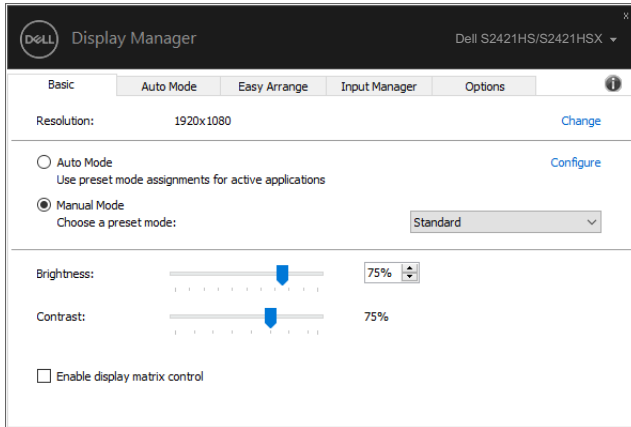 x
DELL Display Manager Dell S2421HS/S2421HSX
Basic Auto Mode Easy Arrange Input Manager Options i
Resolution: 1920x1080 Change
Auto Mode Configure
Use preset mode assignments for active applications
Manual Mode
Choose a preset mode: Standard
Brightness: 75%
Contrast: 75%
Enable display matrix control